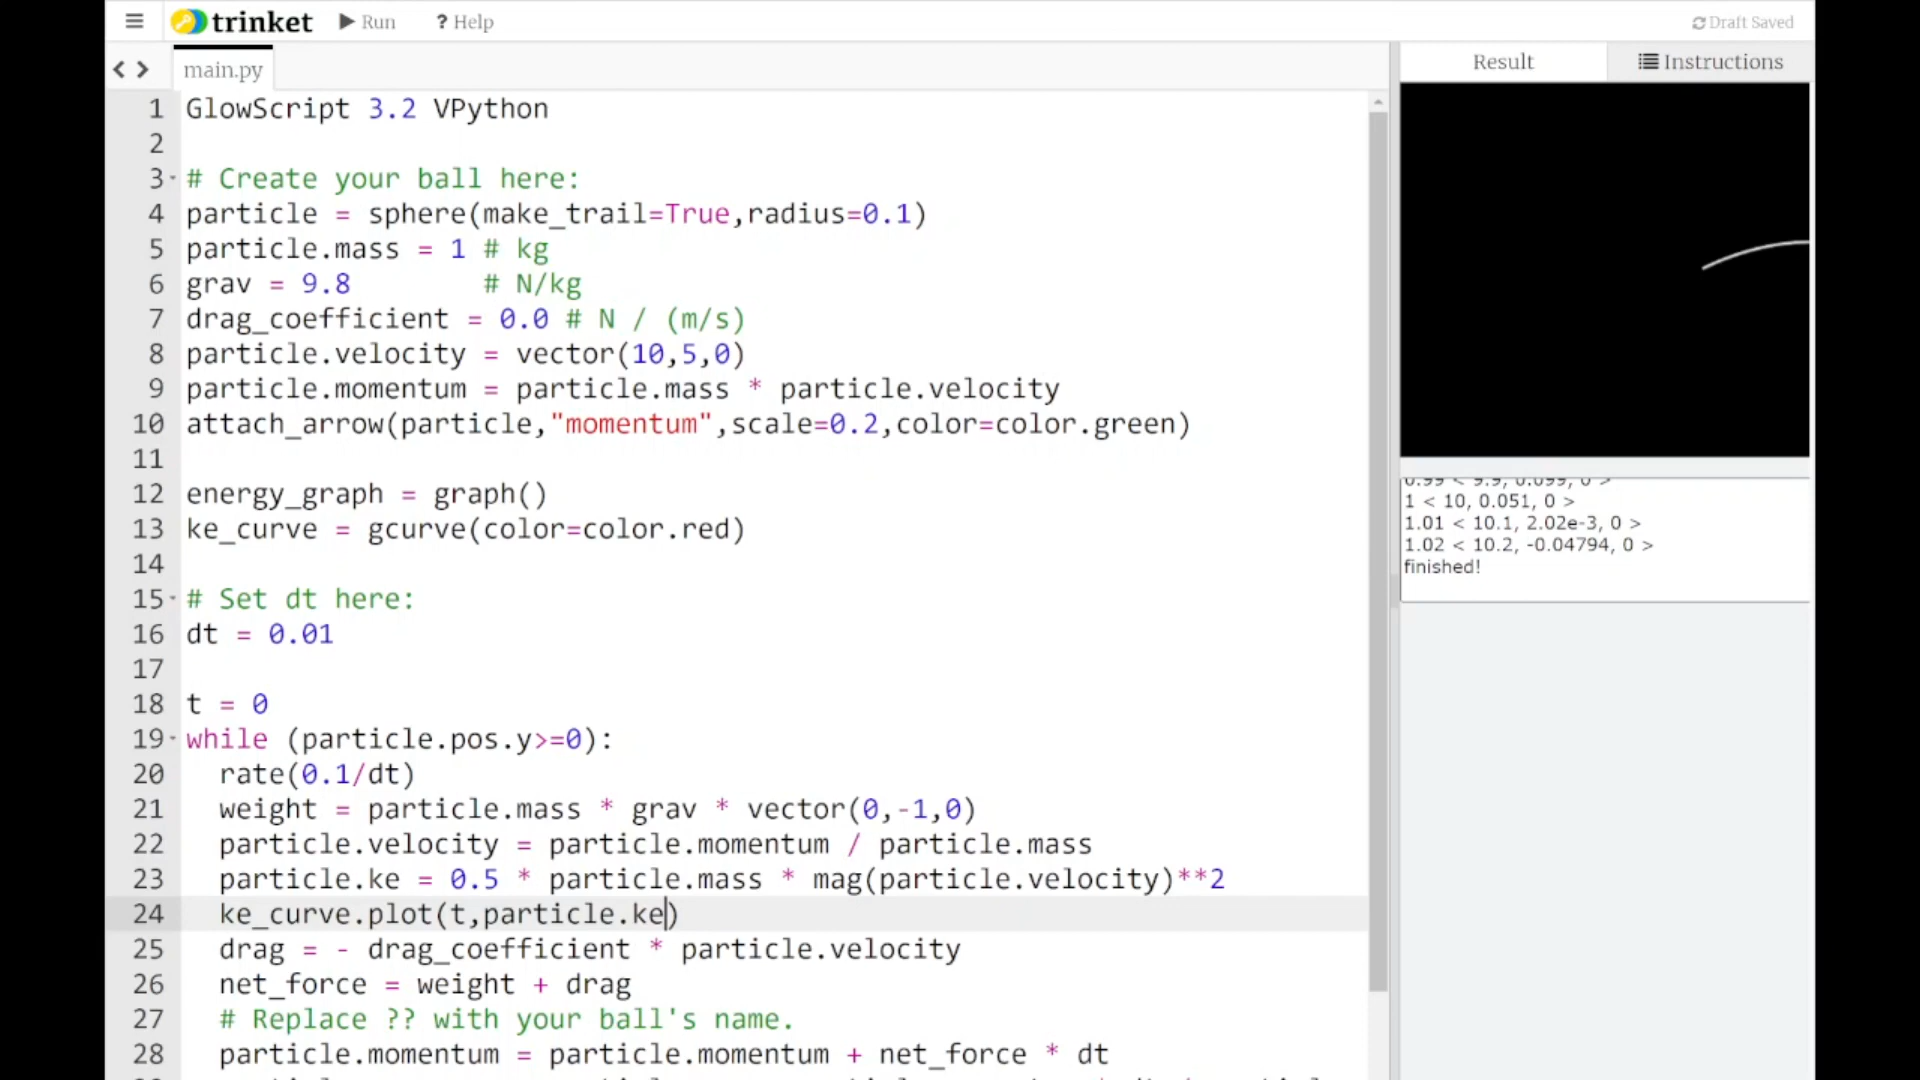 trinket
Run
? Help
Draft Saved
main.py
Result
Instructions
1 GlowScript 3.2 VPython
2
3 # Create your ball here:
4 particle = sphere(make_trail=True,radius=0.1)
5 particle.mass = 1 # kg
6 grav = 9.8 # N/kg
7 drag_coefficient = 0.0 # N / (m/s)
8 particle.velocity = vector(10,5,0)
9 particle.momentum = particle.mass * particle.velocity
10 attach_arrow(particle,"momentum",scale=0.2,color=color.green)
11
12 energy_graph = graph()
13 ke_curve = gcurve(color=color.red)
14
15 # Set dt here:
16 dt = 0.01
17
18 t = 0
19 while (particle.pos.y>=0):
20 rate(0.1/dt)
21 weight = particle.mass * grav * vector(0,-1,0)
22 particle.velocity = particle.momentum / particle.mass
23 particle.ke = 0.5 * particle.mass * mag(particle.velocity)**2
24 ke_curve.plot(t,particle.ke)
25 drag = - drag_coefficient * particle.velocity
26 net_force = weight + drag
27 # Replace ?? with your ball's name.
28 particle.momentum = particle.momentum + net_force * dt
0.99 < 9.9, 0.099, 0 >
1 < 10, 0.051, 0 >
1.01 < 10.1, 2.02e-3, 0 >
1.02 < 10.2, -0.04794, 0 >
finished!